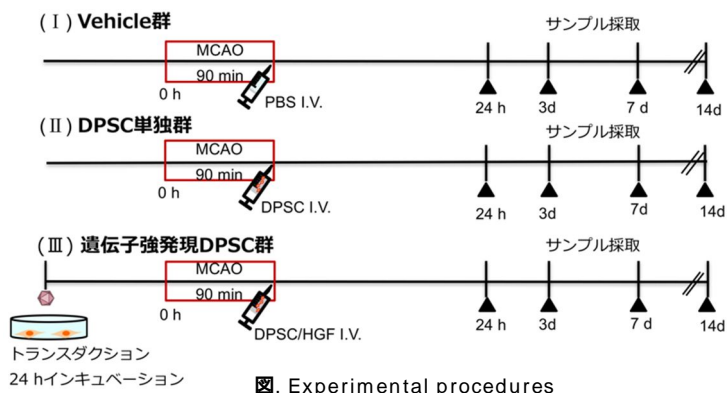 (Ⅰ) Vehicle群
サンプル採取
MCAO
90 min
0 h
PBS I.V.
24 h
3d
7 d
14d
(Ⅱ) DPSC単独群
サンプル採取
MCAO
90 min
0 h
DPSC I.V.
24 h
3d
7d
14d
(Ⅲ) 遺伝子強発現DPSC群
サンプル採取
MCAO
90 min
0 h
DPSC/HGF I.V.
24 h
3d
7 d
14d
トランスダクション
24 hインキュベーション
図. Experimental procedures